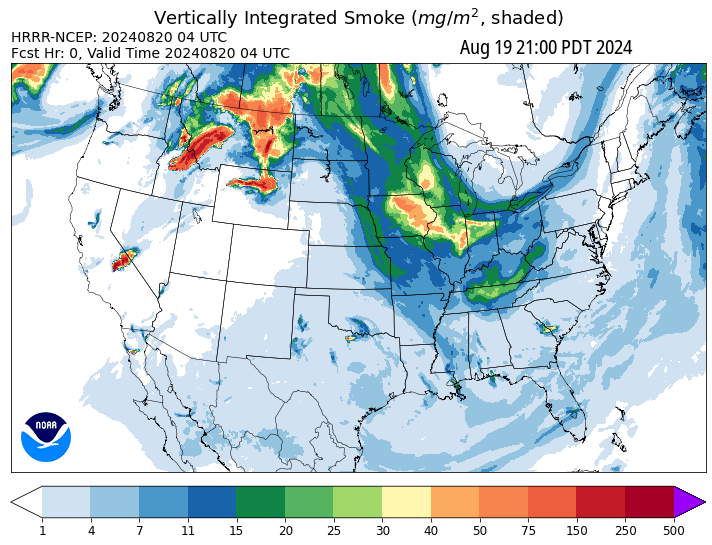 Vertically Integrated Smoke (mg/m², shaded)
HRRR-NCEP: 20240820 04 UTC
Fcst Hr: 0, Valid Time 20240820 04 UTC
Aug 19 21:00 PDT 2024
NOAA
1 4 7 11 15 20 25 30 40 50 75 150 250 500